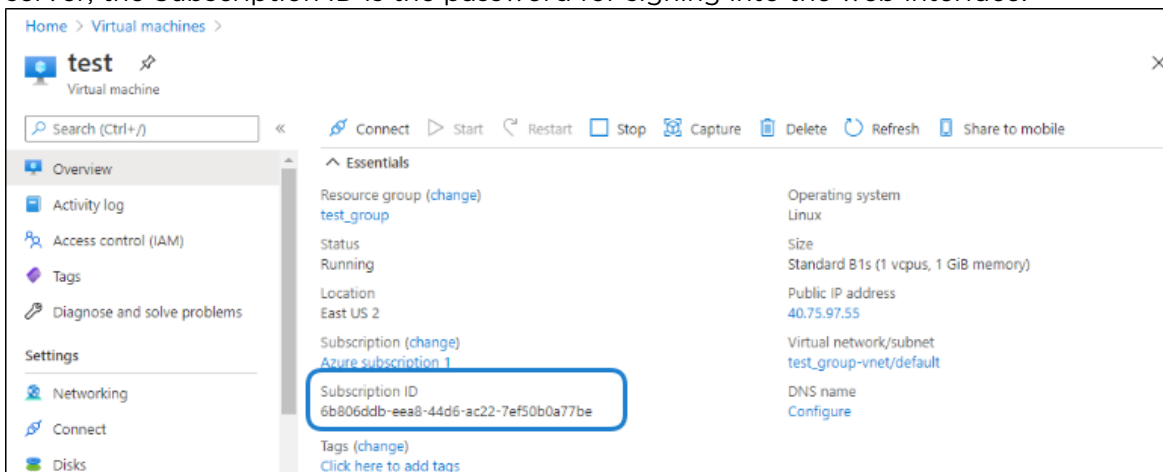 server, the Subscription ID is the password for signing into the web interface.
Home > Virtual machines >
test
Virtual machine
Search (Ctrl+/)
«
Connect Start Restart Stop Capture Delete Refresh Share to mobile
Overview
Activity log
Access control (IAM)
Tags
Diagnose and solve problems
Settings
Networking
Connect
Disks
Essentials
Resource group (change)
test_group
Status
Running
Location
East US 2
Subscription (change)
Azure subscription 1
Subscription ID
6b806ddb-eea8-44d6-ac22-7ef50b0a77be
Tags (change)
Click here to add tags
Operating system
Linux
Size
Standard B1s (1 vcpus, 1 GiB memory)
Public IP address
40.75.97.55
Virtual network/subnet
test_group-vnet/default
DNS name
Configure